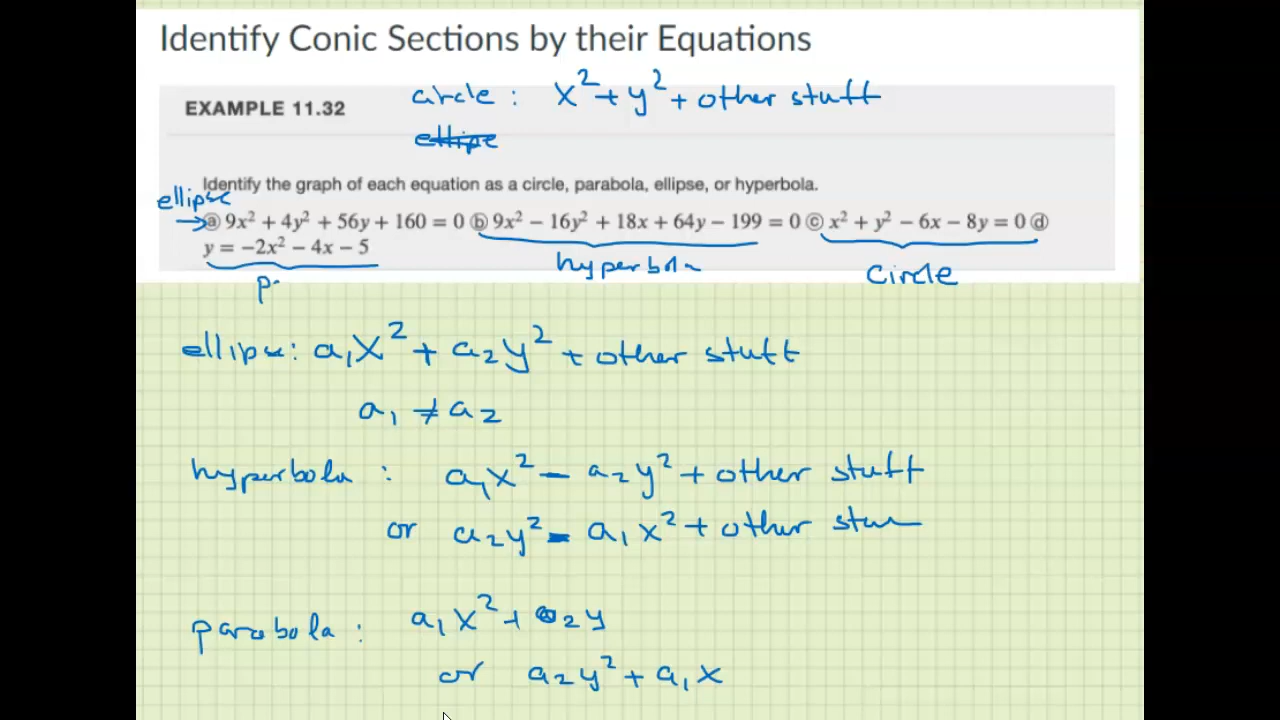 Identify Conic Sections by their Equations
circle : x² + y² + other stuff
EXAMPLE 11.32
ellipe
Identify the graph of each equation as a circle, parabola, ellipse, or hyperbola.
ellipse
→ ⓐ 9x² + 4y² + 56y + 160 = 0 ⓑ 9x² − 16y² + 18x + 64y − 199 = 0 ⓒ x² + y² − 6x − 8y = 0 ⓓ
y = −2x² − 4x − 5
hyperbola
Circle
p
ellipse: a₁x² + a₂y² + other stuff
a₁ ≠ a₂
hyperbola : a₁x² − a₂y² + other stuff
or a₂y² − a₁x² + other stuff
parabola : a₁x² + a₂y
or a₂y² + a₁x